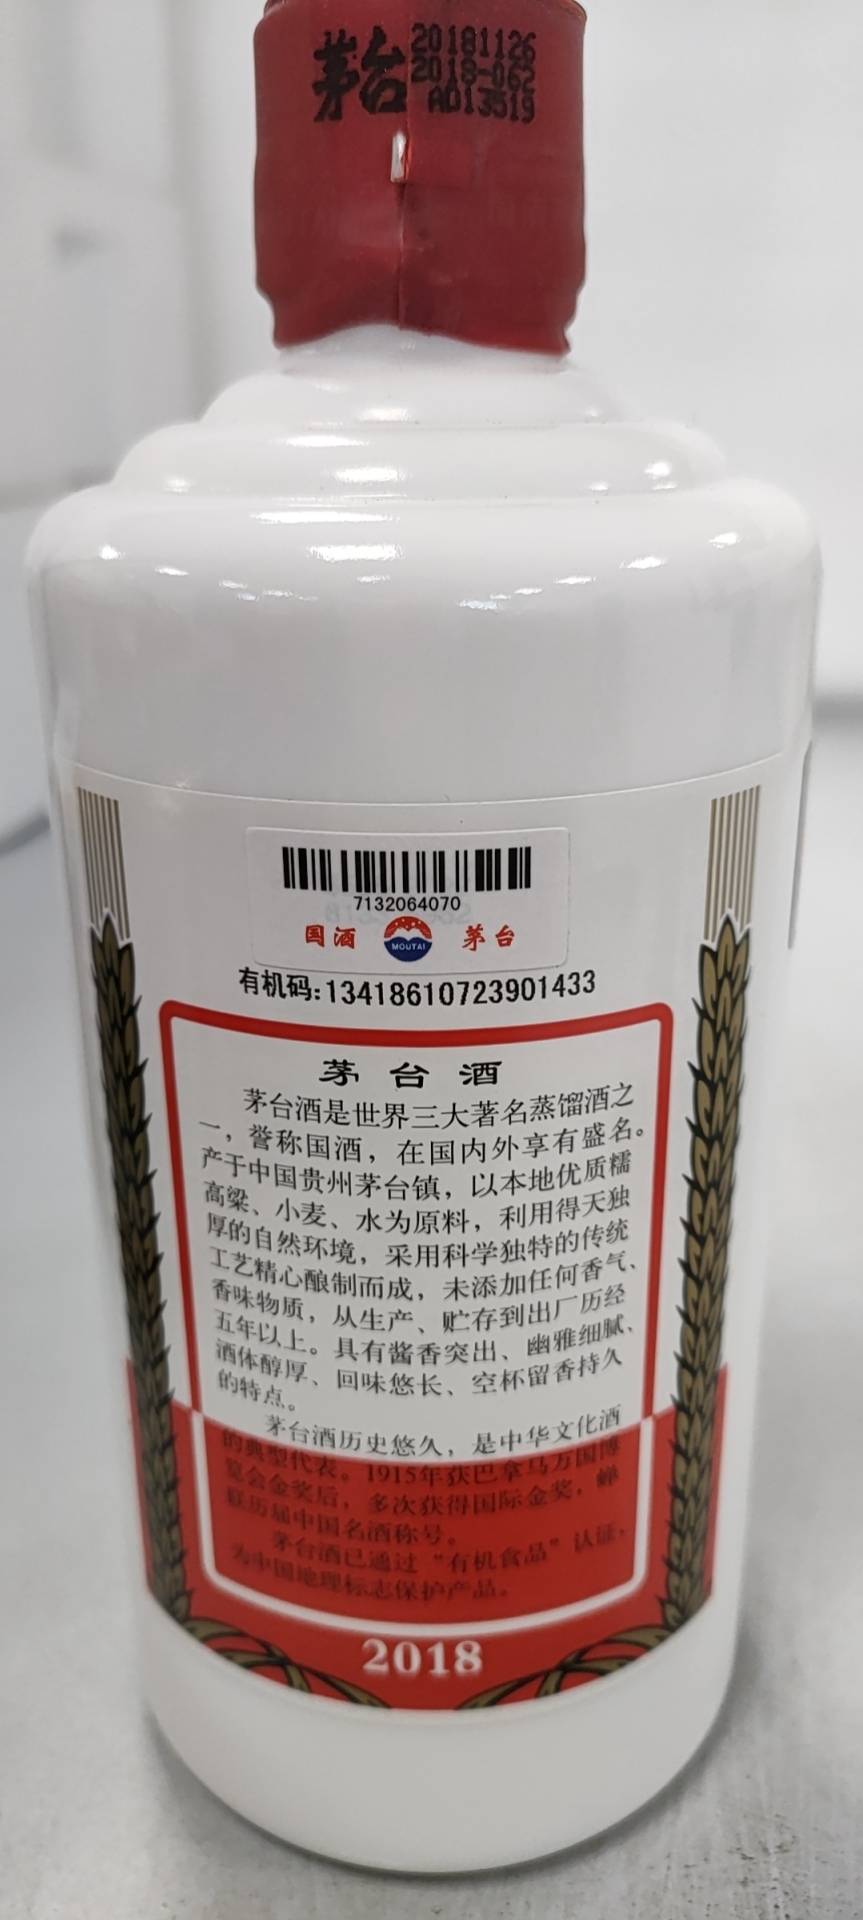 茅台
20181126
2018-062
AD13519
7132064070
国酒 MOUTAI 茅台
有机码:13418610723901433
茅台酒
茅台酒是世界三大著名蒸馏酒之
一，誉称国酒，在国内外享有盛名。
产于中国贵州茅台镇，以本地优质糯
高粱、小麦、水为原料，利用得天独
厚的自然环境，采用科学独特的传统
工艺精心酿制而成，未添加任何香气、
香味物质，从生产、贮存到出厂历经
五年以上。具有酱香突出、幽雅细腻、
酒体醇厚、回味悠长、空杯留香持久
的特点。
茅台酒历史悠久，是中华文化酒
的典型代表。1915年获巴拿马万国博
览会金奖后，多次获得国际金奖，蝉
联历届中国名酒称号。
茅台酒已通过“有机食品”认证，
为中国地理标志保护产品。
2018